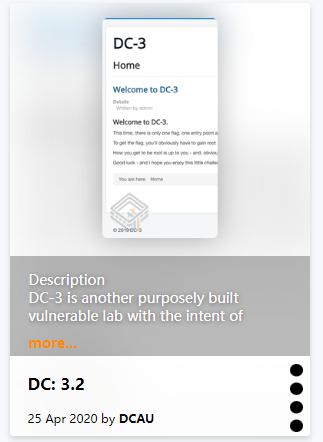 DC-3
Home
Welcome to DC-3
Details
Written by admin
Welcome to DC-3.
This time, there is only one flag, one entry point a
To get the flag, you'll obviously have to gain root
How you get to be root is up to you - and, obviou
Good luck - and I hope you enjoy this little challe
You are here: Home
© 2019 DC-3
Description
DC-3 is another purposely built
vulnerable lab with the intent of
more...
DC: 3.2
25 Apr 2020 by DCAU